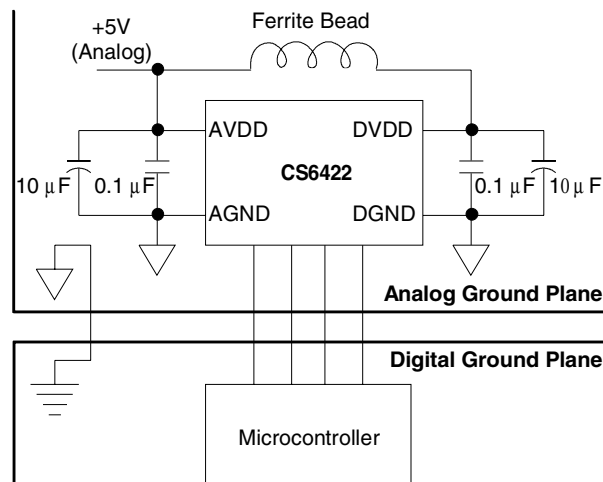 +5V
(Analog)
Ferrite Bead
AVDD
DVDD
CS6422
10 µF
0.1 µF
0.1 µF
10 µF
AGND
DGND
Analog Ground Plane
Digital Ground Plane
Microcontroller